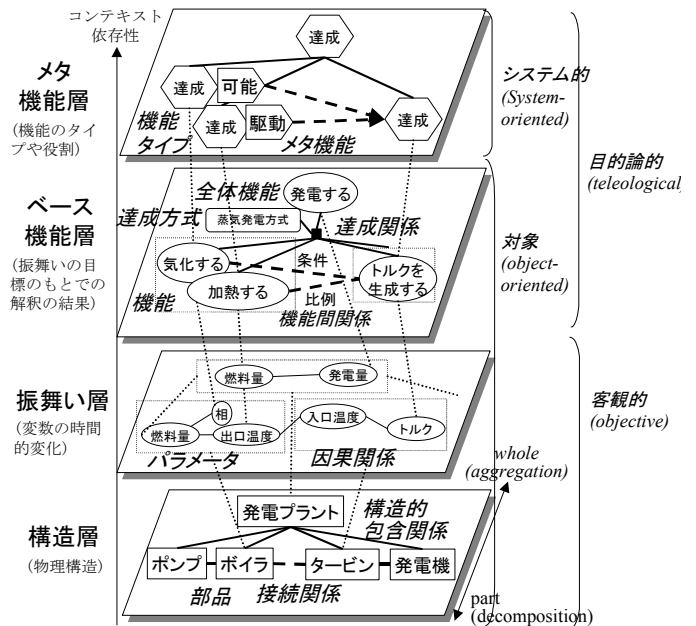 コンテキスト
依存性
メタ
機能層
(機能のタイ
プや役割)
達成
達成
可能
達成
駆動
達成
機能
タイプ
メタ機能
システム的
(System-
oriented)
目的論的
(teleological)
ベース
機能層
(振舞いの目
標のもとでの
解釈の結果)
全体機能
発電する
達成方式
蒸気発電方式
達成関係
気化する
条件
トルクを
生成する
加熱する
比例
機能
機能間関係
対象
(object-
oriented)
振舞い層
(変数の時間
的変化)
燃料量
発電量
相
燃料量
出口温度
入口温度
トルク
パラメータ
因果関係
客観的
(objective)
whole
(aggregation)
構造層
(物理構造)
発電プラント
構造的
包含関係
ポンプ
ボイラ
タービン
発電機
部品
接続関係
part
(decomposition)